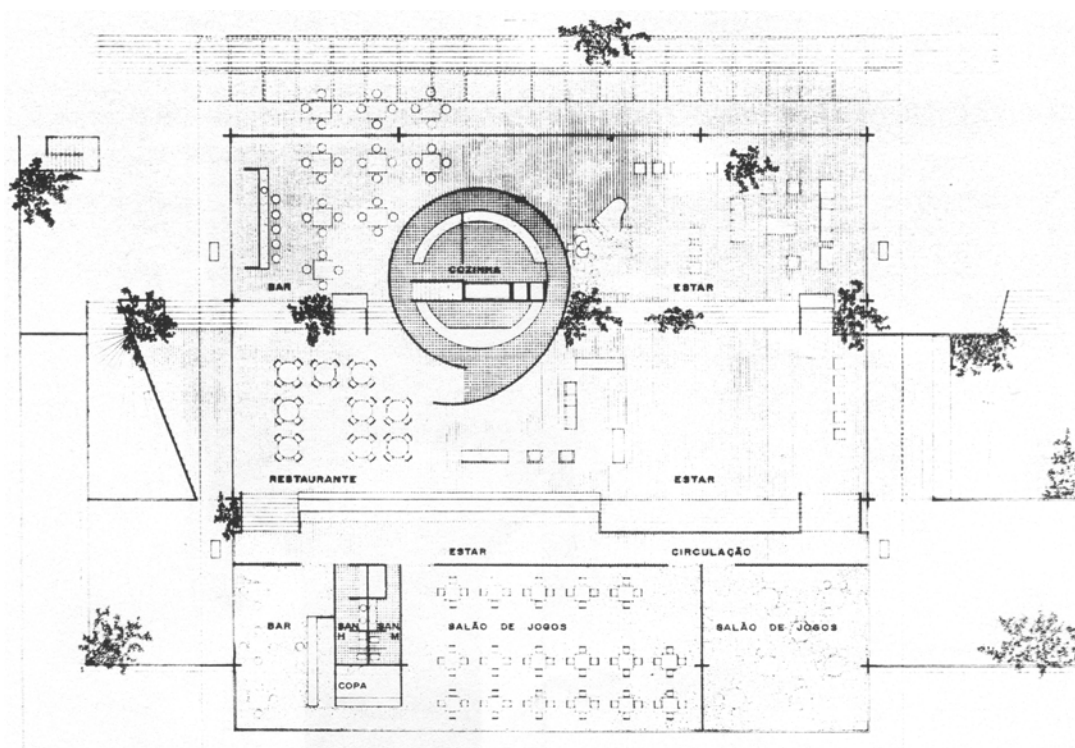 COZINHA
BAR
ESTAR
RESTAURANTE
ESTAR
ESTAR
CIRCULAÇÃO
BAR
SAN.
H
SAN.
M
SALÃO DE JOGOS
SALÃO DE JOGOS
COPA